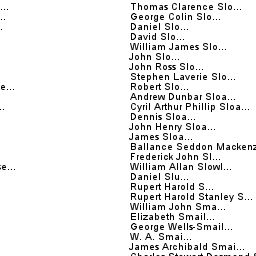 ... Thomas Clarence Slo...
... George Colin Slo...
Daniel Slo...
David Slo...
William James Slo...
John Slo...
John Ross Slo...
Stephen Laverie Slo...
e... Robert Slo...
Andrew Dunbar Sloa...
Cyril Arthur Phillip Sloa...
Dennis Sloa...
John Henry Sloa...
James Sloa...
Ballance Seddon Mackenz
Frederick John Sl...
se... William Allan Slowl...
Daniel Slu...
Rupert Harold S...
Rupert Harold Stanley S...
William John Sma...
Elizabeth Smail...
George Wells-Smail...
W. A. Smai...
James Archibald Smai...